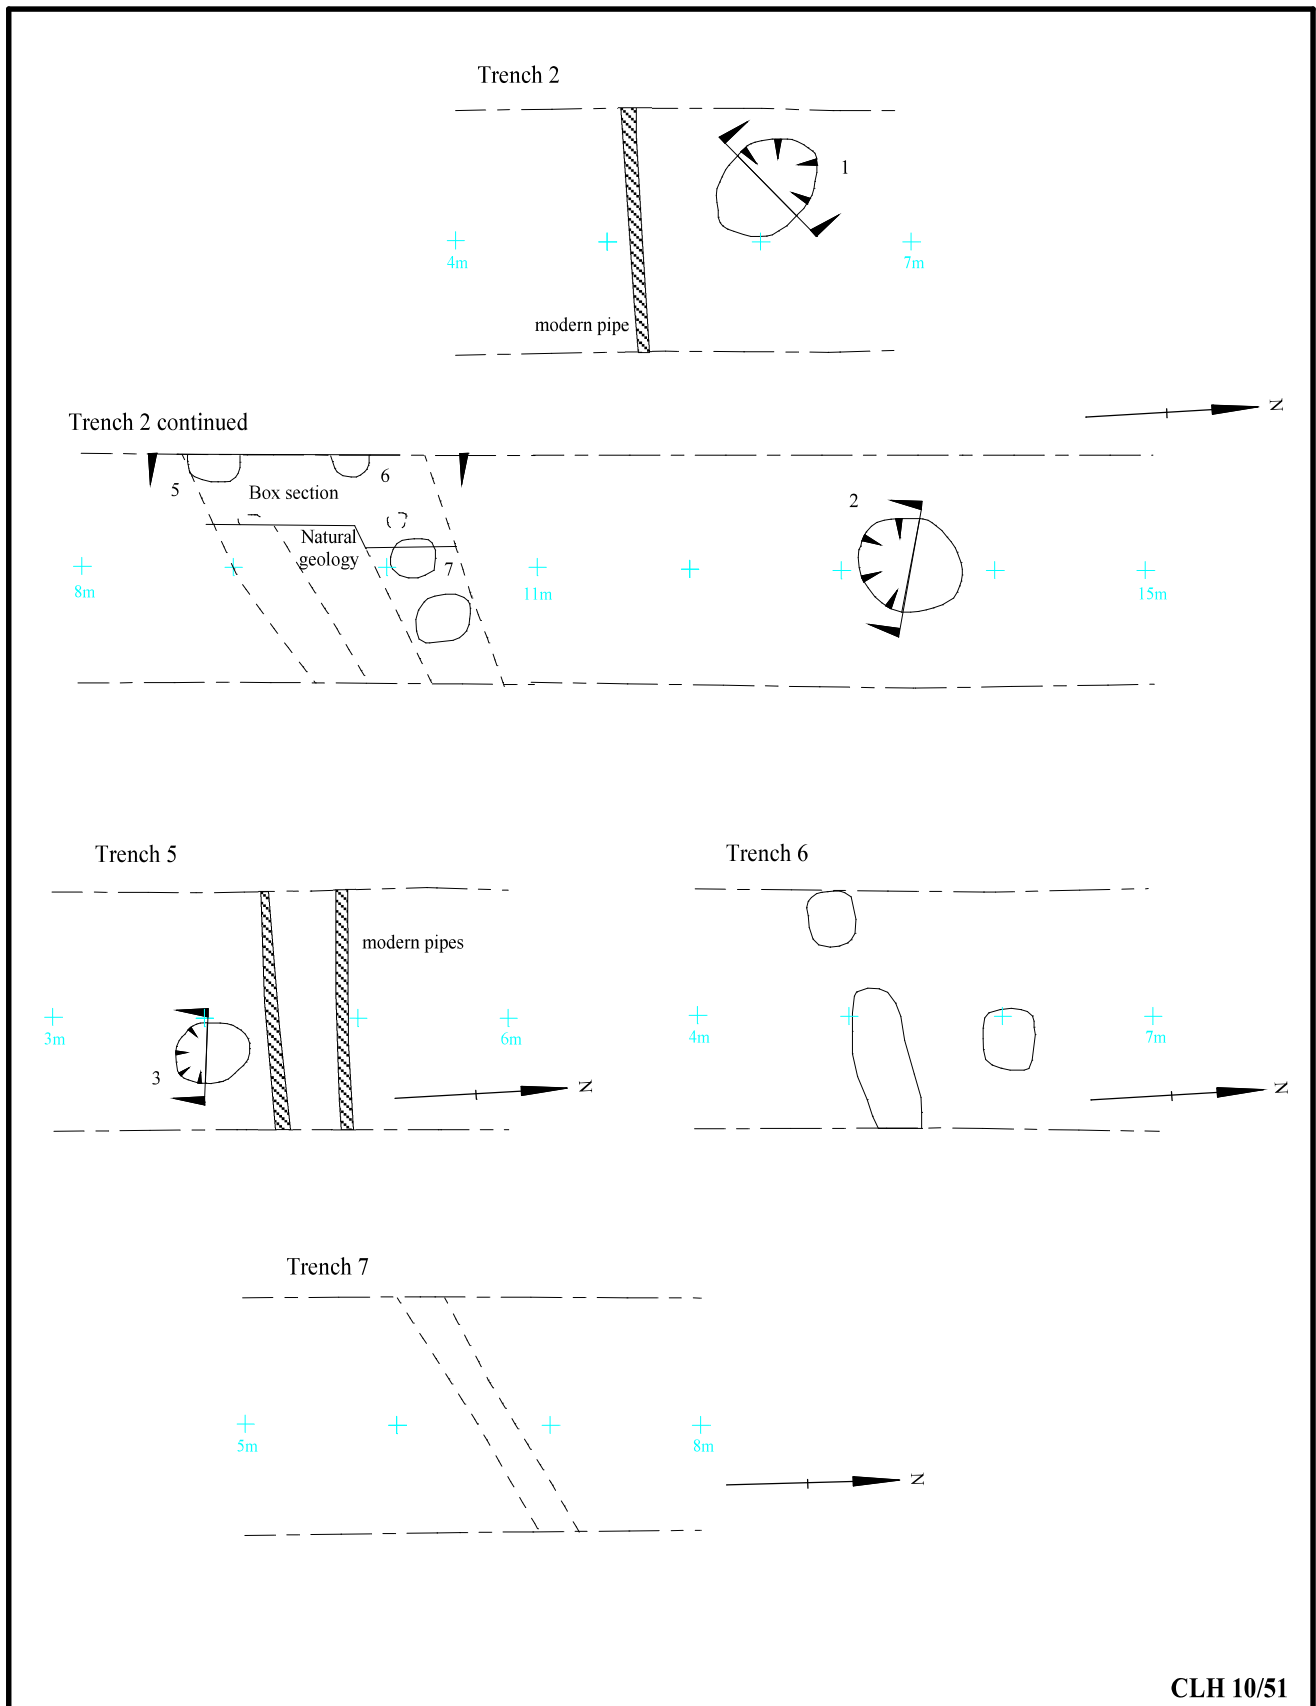 Trench 2
1
4m
7m
modern pipe
N
Trench 2 continued
5
6
Box section
2
Natural
geology
7
8m
11m
15m
Trench 5
Trench 6
modern pipes
3m
6m
4m
7m
3
N
N
Trench 7
5m
8m
N
CLH 10/51